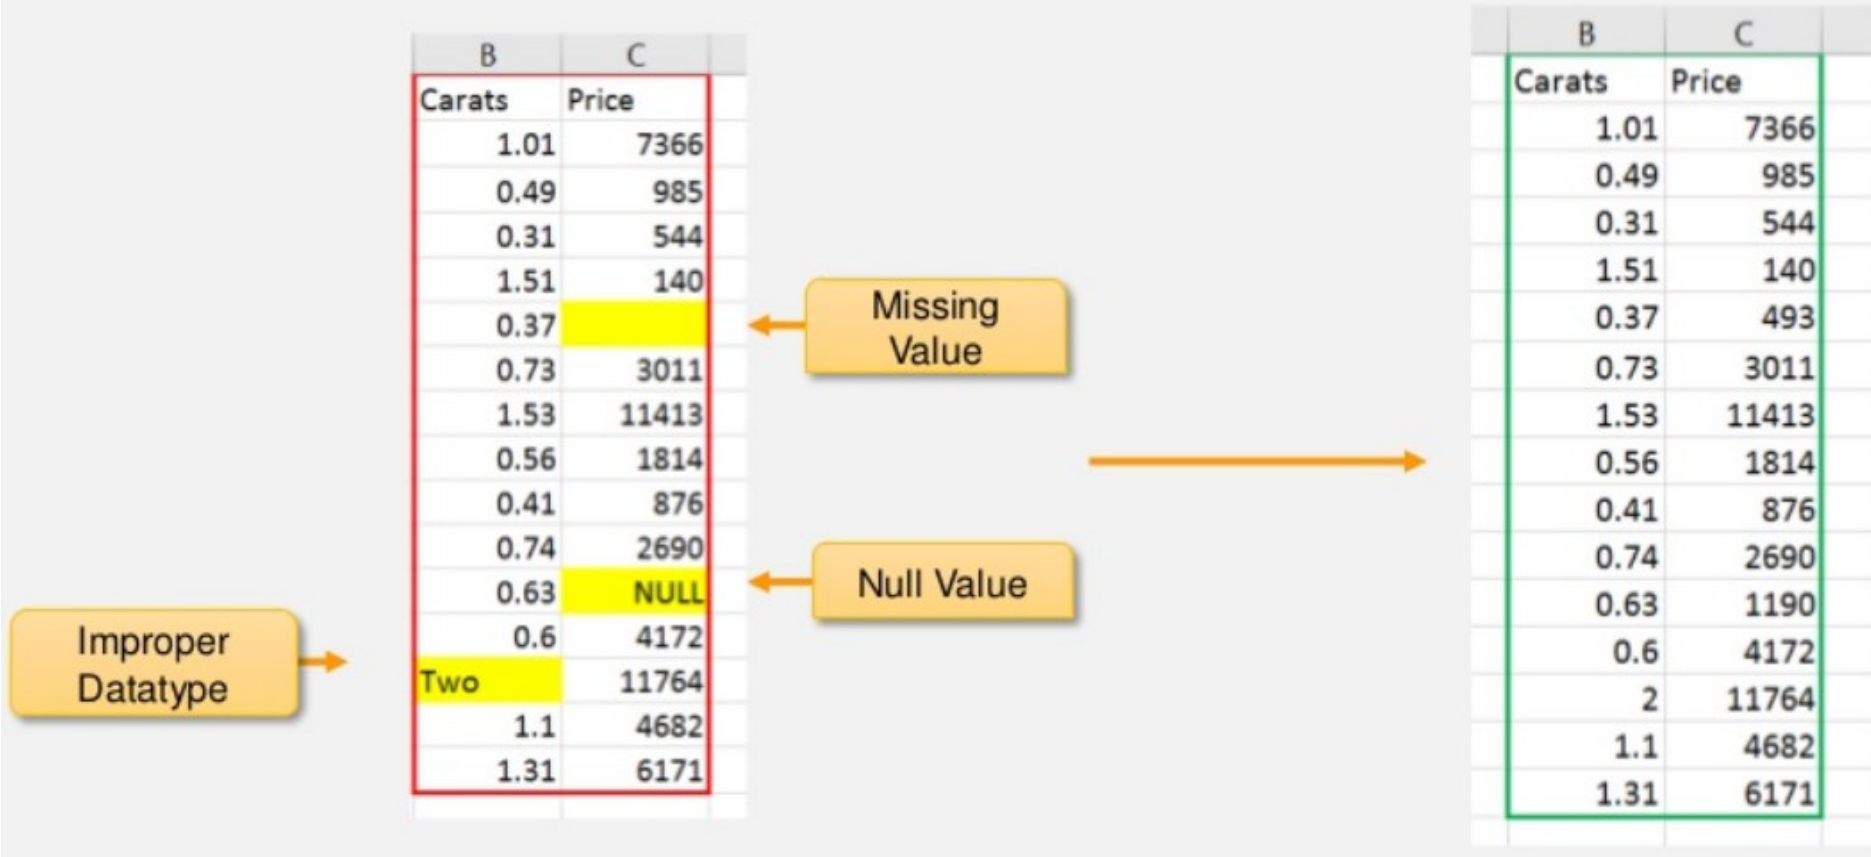 B C
Carats Price
1.01 7366
0.49 985
0.31 544
1.51 140
0.37
0.73 3011
1.53 11413
0.56 1814
0.41 876
0.74 2690
0.63 NULL
0.6 4172
Two 11764
1.1 4682
1.31 6171
Improper
Datatype
Missing
Value
Null Value
B C
Carats Price
1.01 7366
0.49 985
0.31 544
1.51 140
0.37 493
0.73 3011
1.53 11413
0.56 1814
0.41 876
0.74 2690
0.63 1190
0.6 4172
2 11764
1.1 4682
1.31 6171